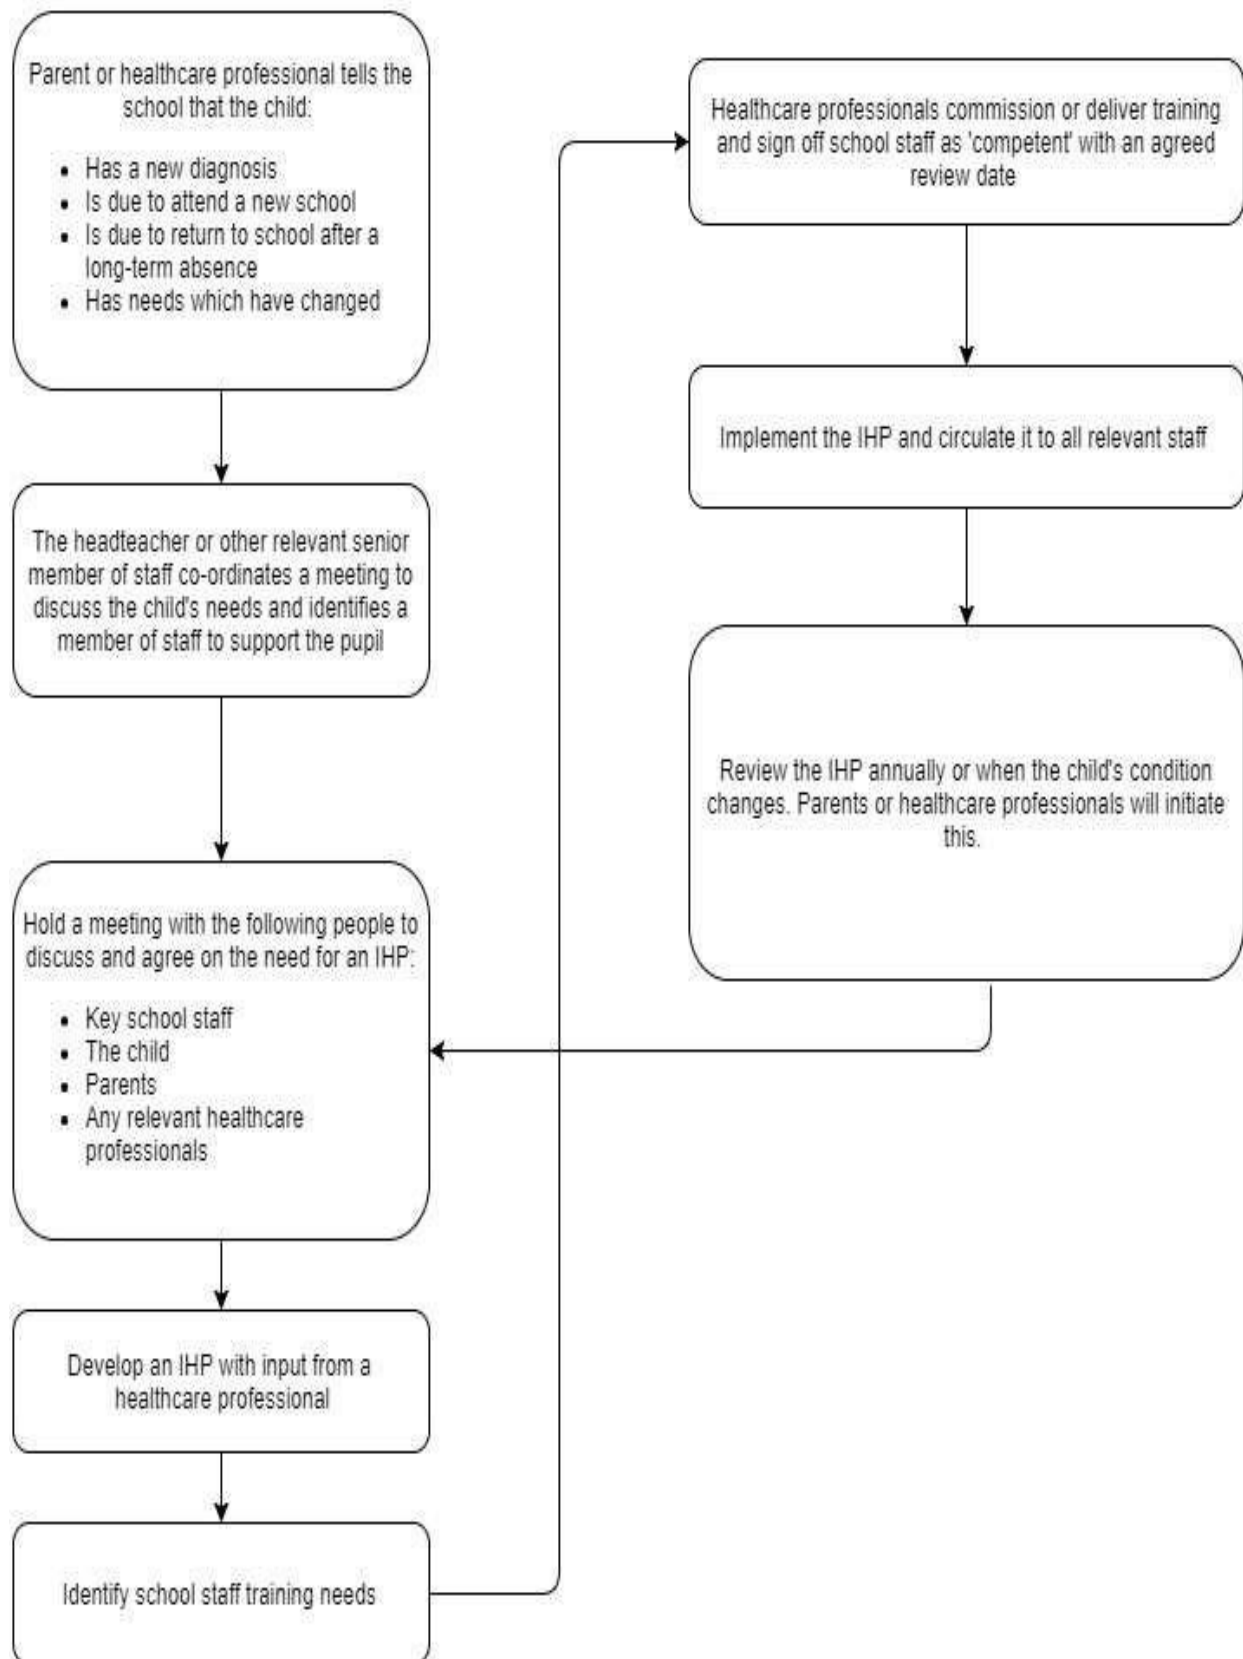 Parent or healthcare professional tells the
school that the child:
• Has a new diagnosis
• Is due to attend a new school
• Is due to return to school after a
long-term absence
• Has needs which have changed
The headteacher or other relevant senior
member of staff co-ordinates a meeting to
discuss the child's needs and identifies a
member of staff to support the pupil
Hold a meeting with the following people to
discuss and agree on the need for an IHP:
• Key school staff
• The child
• Parents
• Any relevant healthcare
professionals
Develop an IHP with input from a
healthcare professional
Identify school staff training needs
Healthcare professionals commission or deliver training
and sign off school staff as 'competent' with an agreed
review date
Implement the IHP and circulate it to all relevant staff
Review the IHP annually or when the child's condition
changes. Parents or healthcare professionals will initiate
this.